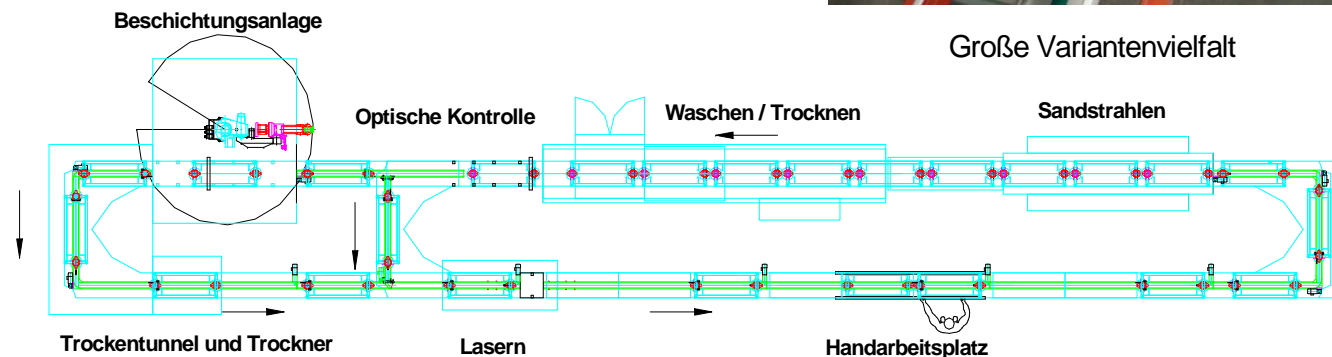 Beschichtungsanlage
Große Variantenvielfalt
Optische Kontrolle
Waschen / Trocknen
Sandstrahlen
Trockentunnel und Trockner
Lasern
Handarbeitsplatz